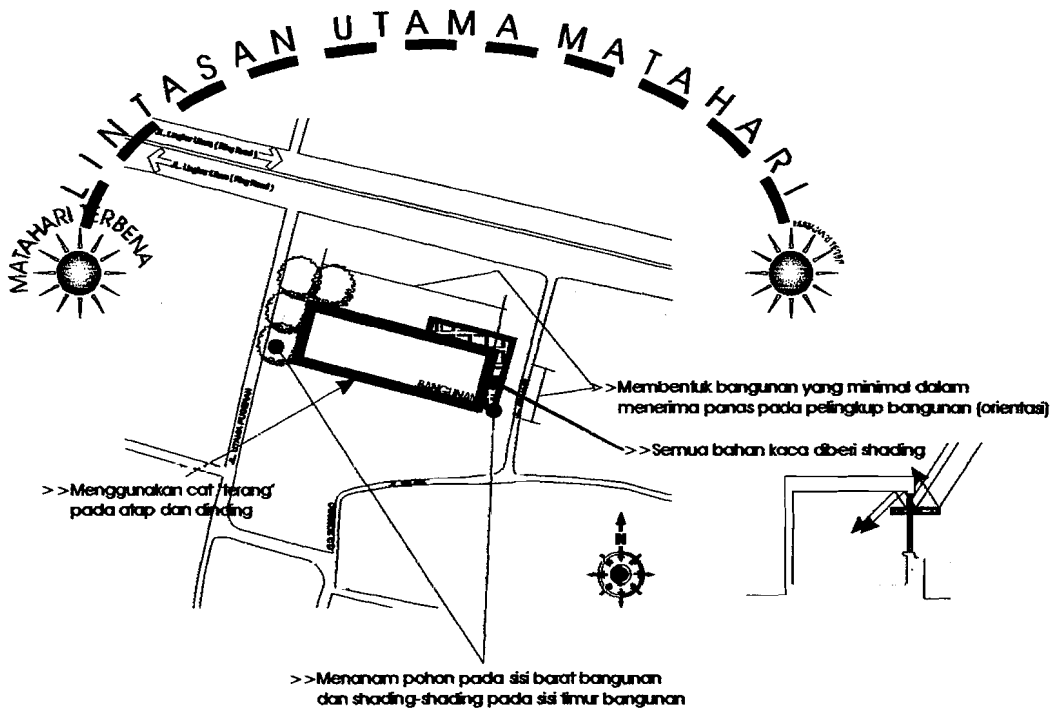 LINTASAN UTAMA MATAHARI
JL. Lingkar Utara ( Ring Road )
JL. Lingkar Utara ( Ring Road )
MATAHARI TERBENA
BANGUNAN
>>Membentuk bangunan yang minimal dalam
menerima panas pada pelingkup bangunan (orientasi)
>>Semua bahan kaca diberi shading
>>Menggunakan cat 'terang'
pada atap dan dinding
N
>>Menanam pohon pada sisi barat bangunan
dan shading-shading pada sisi timur bangunan